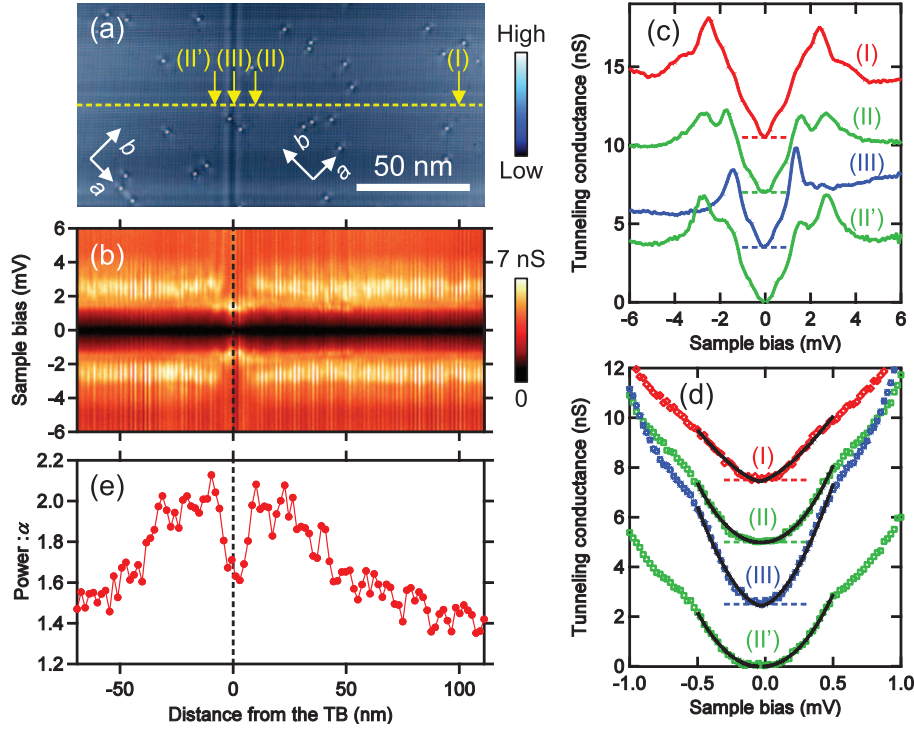 (a)
(II') (III) (II)
(I)
b
a
b
a
50 nm
High
Low
(b)
Sample bias (mV)
6
4
2
0
-2
-4
-6
7 nS
0
(e)
Power : α
2.2
2.0
1.8
1.6
1.4
1.2
-50
0
50
100
Distance from the TB (nm)
(c)
Tunneling conductance (nS)
15
10
5
0
(I)
(II)
(III)
(II')
-6
-4
-2
0
2
4
6
Sample bias (mV)
(d)
Tunneling conductance (nS)
12
10
8
6
4
2
0
(I)
(II)
(III)
(II')
-1.0
-0.5
0.0
0.5
1.0
Sample bias (mV)